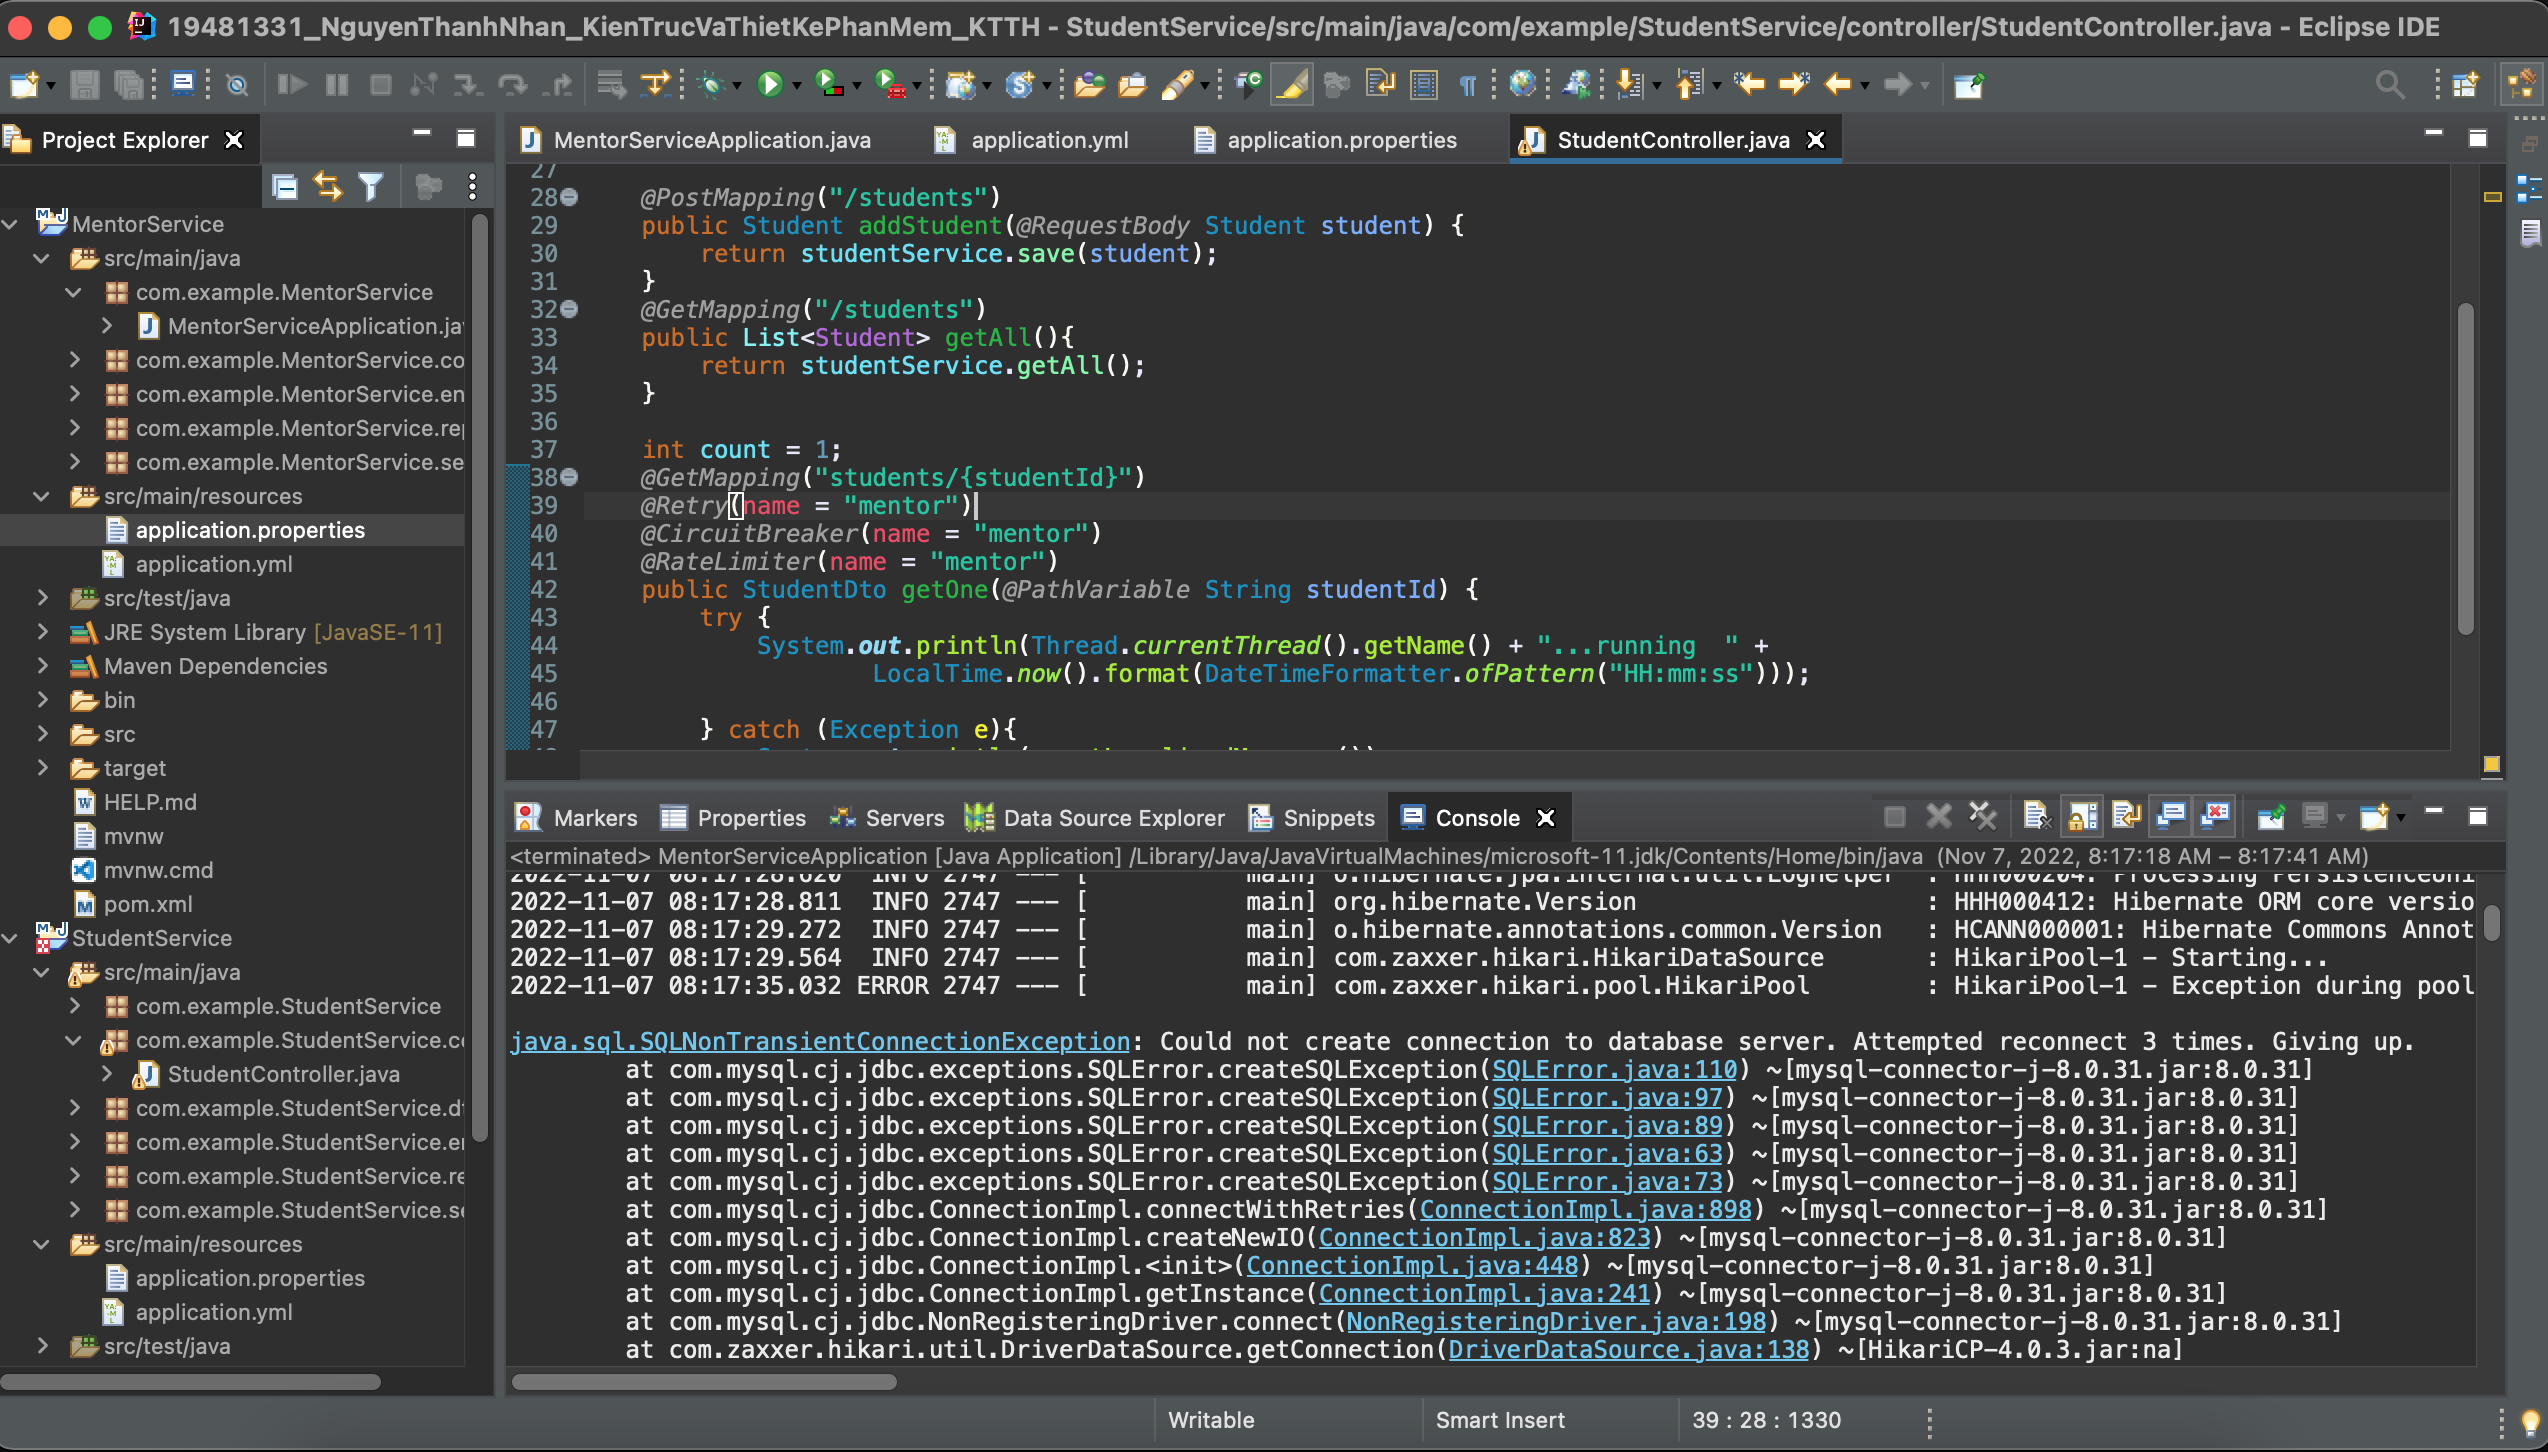 19481331_NguyenThanhNhan_KienTrucVaThietKePhanMem_KTTH - StudentService/src/main/java/com/example/StudentService/controller/StudentController.java - Eclipse IDE
Project Explorer
MentorService
src/main/java
com.example.MentorService
MentorServiceApplication.ja
com.example.MentorService.co
com.example.MentorService.en
com.example.MentorService.re
com.example.MentorService.se
src/main/resources
application.properties
application.yml
src/test/java
JRE System Library [JavaSE-11]
Maven Dependencies
bin
src
target
HELP.md
mvnw
mvnw.cmd
pom.xml
StudentService
src/main/java
com.example.StudentService
com.example.StudentService.c
StudentController.java
com.example.StudentService.d
com.example.StudentService.e
com.example.StudentService.re
com.example.StudentService.s
src/main/resources
application.properties
application.yml
src/test/java
MentorServiceApplication.java application.yml application.properties StudentController.java
27
28 @PostMapping("/students")
29 public Student addStudent(@RequestBody Student student) {
30 return studentService.save(student);
31 }
32 @GetMapping("/students")
33 public List<Student> getAll(){
34 return studentService.getAll();
35 }
36
37 int count = 1;
38 @GetMapping("students/{studentId}")
39 @Retry(name = "mentor")
40 @CircuitBreaker(name = "mentor")
41 @RateLimiter(name = "mentor")
42 public StudentDto getOne(@PathVariable String studentId) {
43 try {
44 System.out.println(Thread.currentThread().getName() + "...running  " +
45 LocalTime.now().format(DateTimeFormatter.ofPattern("HH:mm:ss")));
46
47 } catch (Exception e){
Markers Properties Servers Data Source Explorer Snippets Console
<terminated> MentorServiceApplication [Java Application] /Library/Java/JavaVirtualMachines/microsoft-11.jdk/Contents/Home/bin/java (Nov 7, 2022, 8:17:18 AM – 8:17:41 AM)
2022-11-07 08:17:28.620 INFO 2747 --- [ main] o.hibernate.jpa.internal.util.LogHelper : HHH000204: Processing PersistenceUni
2022-11-07 08:17:28.811 INFO 2747 --- [ main] org.hibernate.Version : HHH000412: Hibernate ORM core versio
2022-11-07 08:17:29.272 INFO 2747 --- [ main] o.hibernate.annotations.common.Version : HCANN000001: Hibernate Commons Annot
2022-11-07 08:17:29.564 INFO 2747 --- [ main] com.zaxxer.hikari.HikariDataSource : HikariPool-1 - Starting...
2022-11-07 08:17:35.032 ERROR 2747 --- [ main] com.zaxxer.hikari.pool.HikariPool : HikariPool-1 - Exception during pool
java.sql.SQLNonTransientConnectionException: Could not create connection to database server. Attempted reconnect 3 times. Giving up.
at com.mysql.cj.jdbc.exceptions.SQLError.createSQLException(SQLError.java:110) ~[mysql-connector-j-8.0.31.jar:8.0.31]
at com.mysql.cj.jdbc.exceptions.SQLError.createSQLException(SQLError.java:97) ~[mysql-connector-j-8.0.31.jar:8.0.31]
at com.mysql.cj.jdbc.exceptions.SQLError.createSQLException(SQLError.java:89) ~[mysql-connector-j-8.0.31.jar:8.0.31]
at com.mysql.cj.jdbc.exceptions.SQLError.createSQLException(SQLError.java:63) ~[mysql-connector-j-8.0.31.jar:8.0.31]
at com.mysql.cj.jdbc.exceptions.SQLError.createSQLException(SQLError.java:73) ~[mysql-connector-j-8.0.31.jar:8.0.31]
at com.mysql.cj.jdbc.ConnectionImpl.connectWithRetries(ConnectionImpl.java:898) ~[mysql-connector-j-8.0.31.jar:8.0.31]
at com.mysql.cj.jdbc.ConnectionImpl.createNewIO(ConnectionImpl.java:823) ~[mysql-connector-j-8.0.31.jar:8.0.31]
at com.mysql.cj.jdbc.ConnectionImpl.<init>(ConnectionImpl.java:448) ~[mysql-connector-j-8.0.31.jar:8.0.31]
at com.mysql.cj.jdbc.ConnectionImpl.getInstance(ConnectionImpl.java:241) ~[mysql-connector-j-8.0.31.jar:8.0.31]
at com.mysql.cj.jdbc.NonRegisteringDriver.connect(NonRegisteringDriver.java:198) ~[mysql-connector-j-8.0.31.jar:8.0.31]
at com.zaxxer.hikari.util.DriverDataSource.getConnection(DriverDataSource.java:138) ~[HikariCP-4.0.3.jar:na]
Writable Smart Insert 39 : 28 : 1330